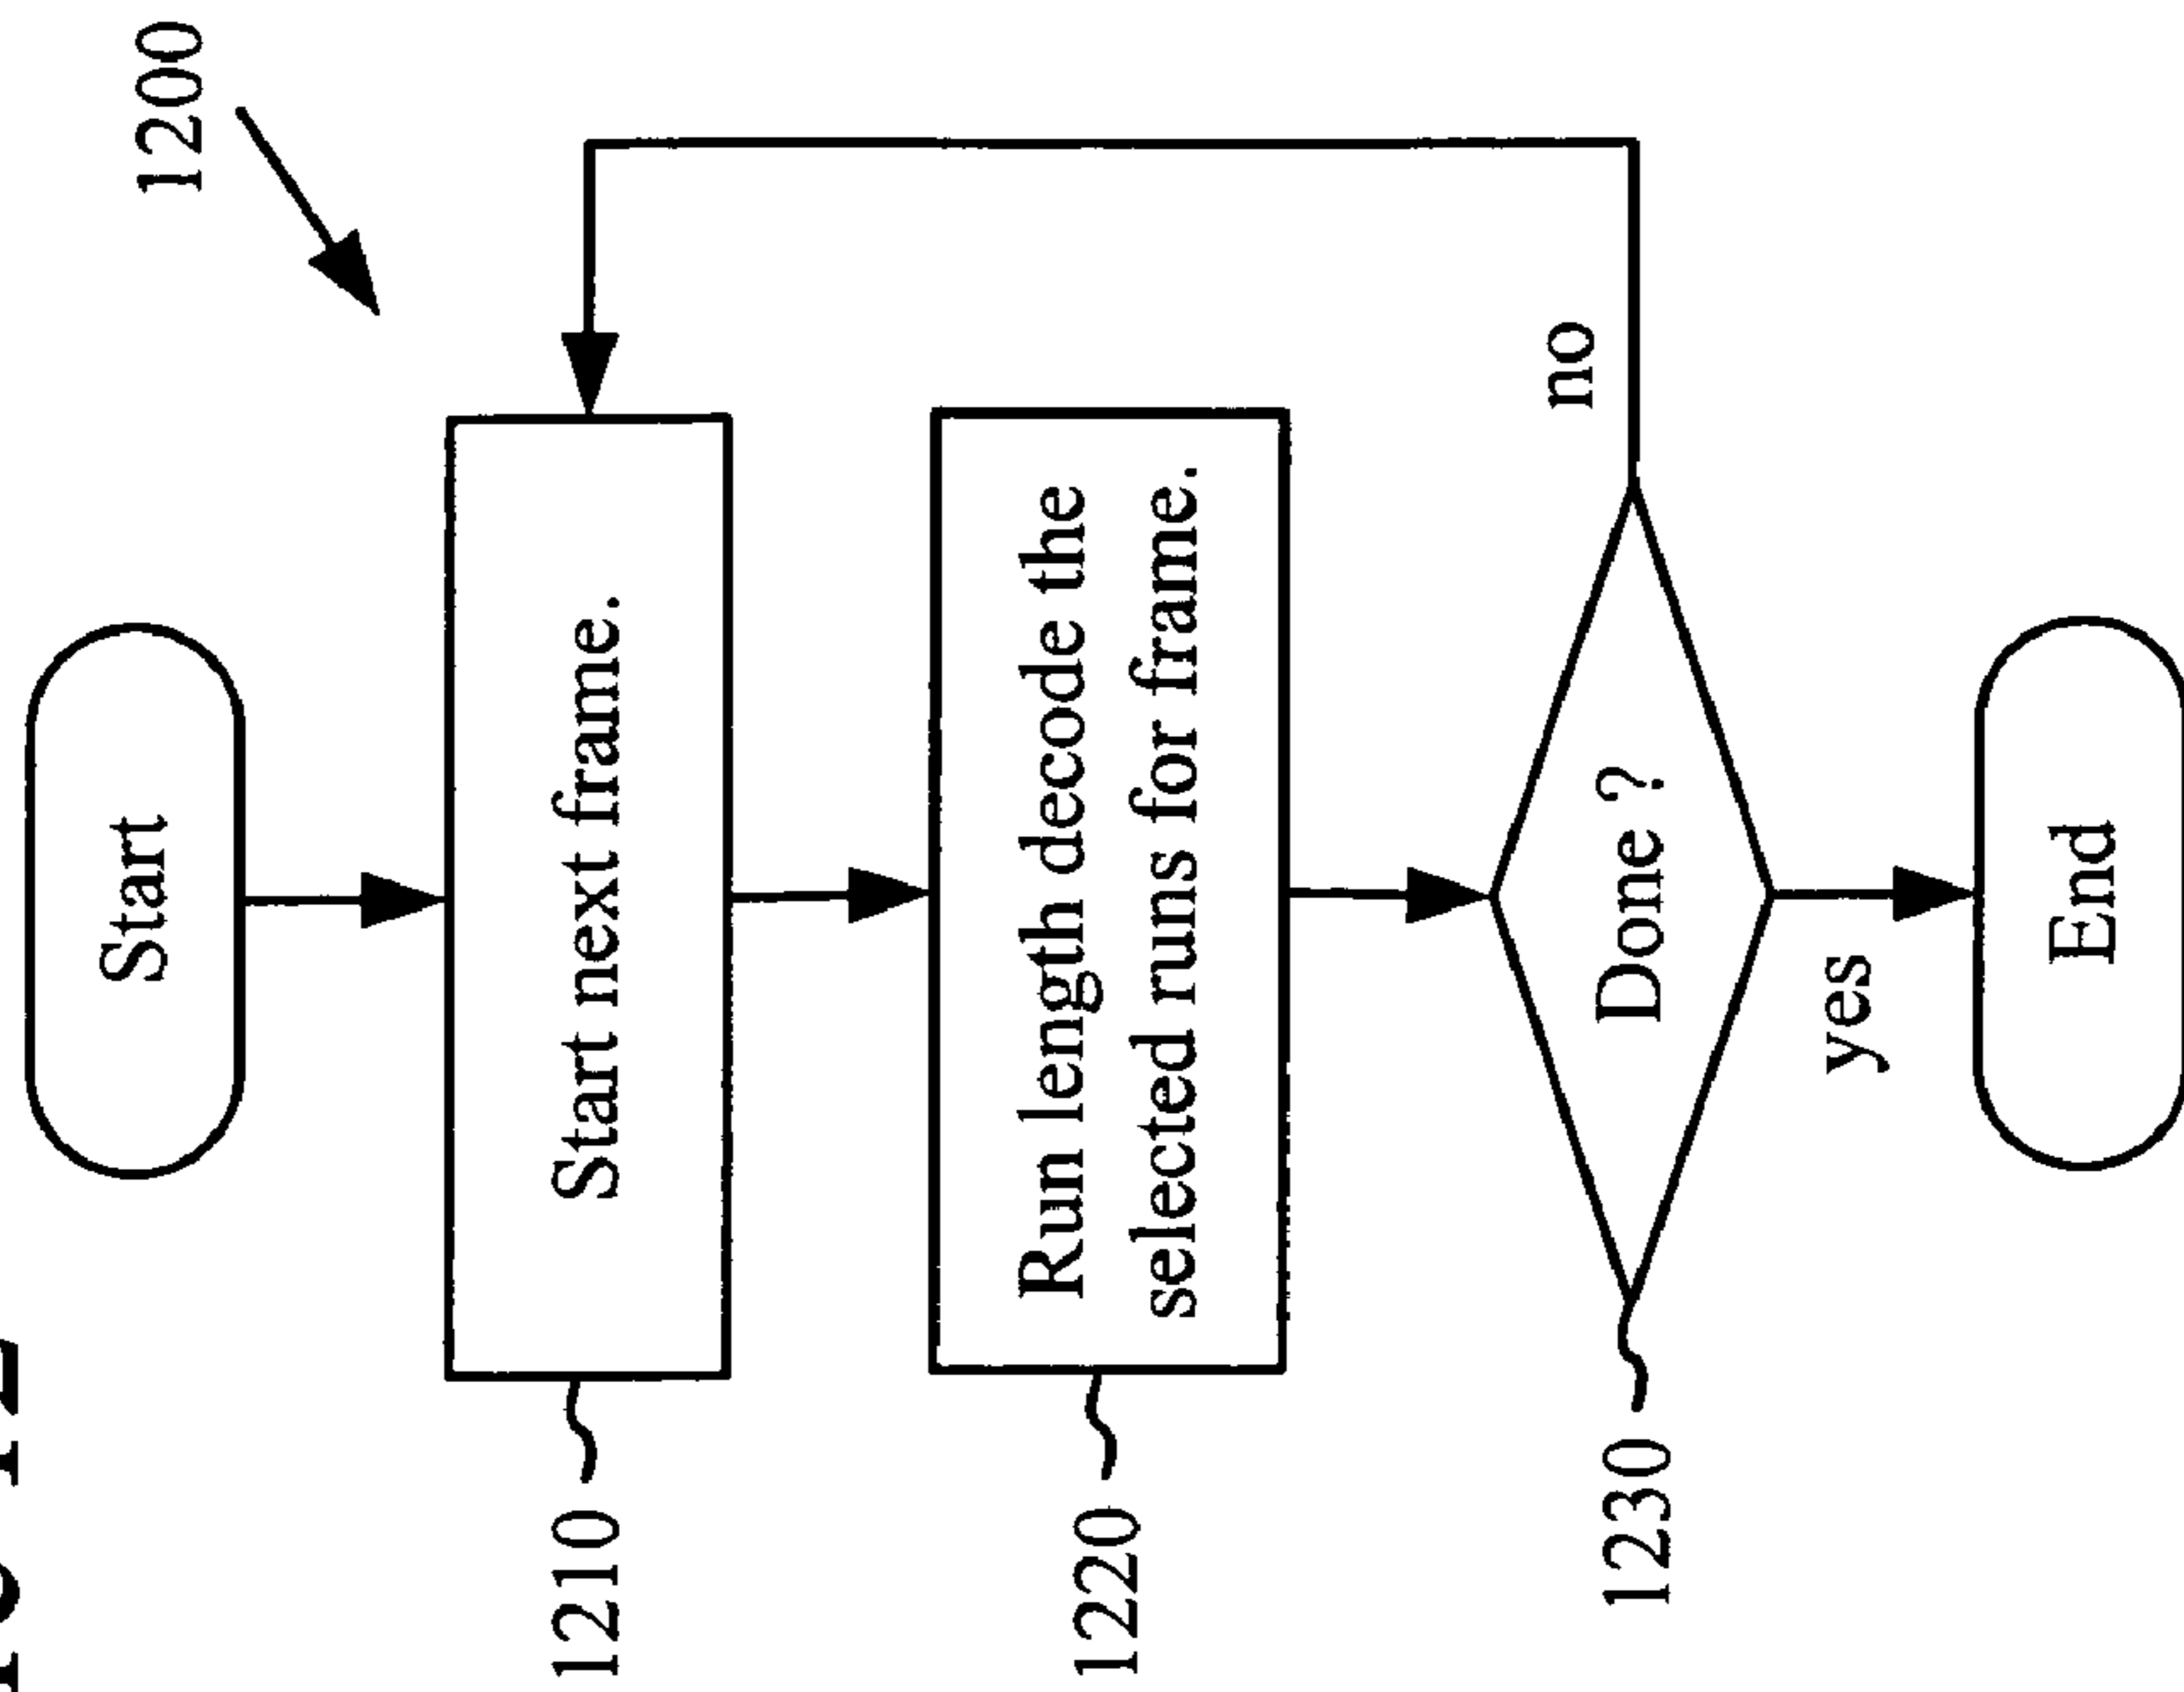 1200
Start
1210
Start next frame.
1220
Run length decode the
selected runs for frame.
1230
Done ?
no
yes
End